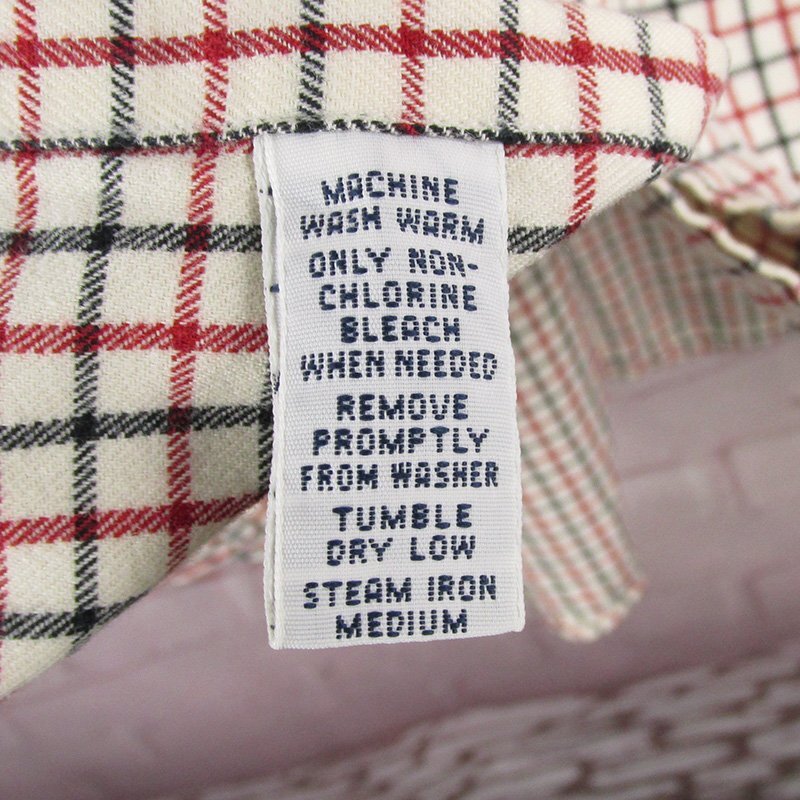 MACHINE
WASH WARM
ONLY NON-
CHLORINE
BLEACH
WHEN NEEDED
REMOVE
PROMPTLY
FROM WASHER
TUMBLE
DRY LOW
STEAM IRON
MEDIUM